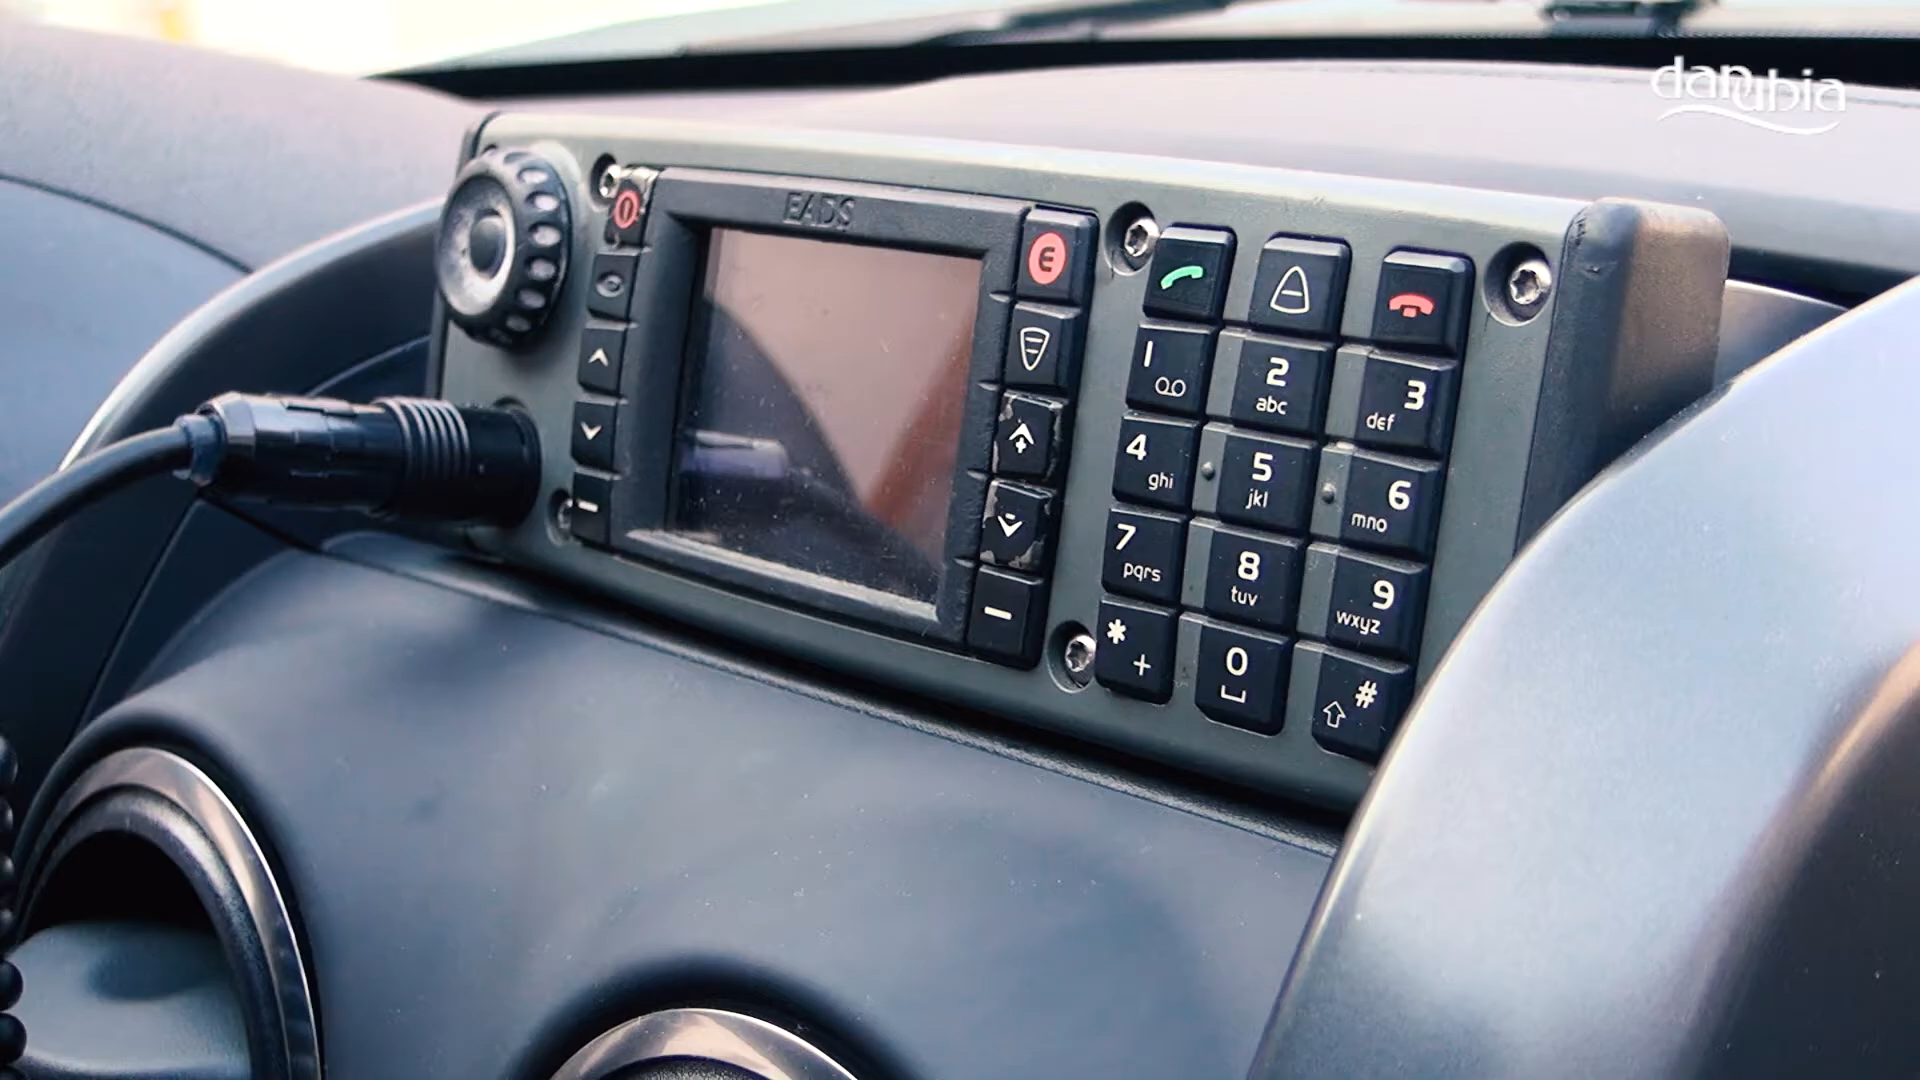 danubia
EADS
1
2
abc
3
def
4
ghi
5
jkl
6
mno
7
pqrs
8
tuv
9
wxyz
*
+
0
#